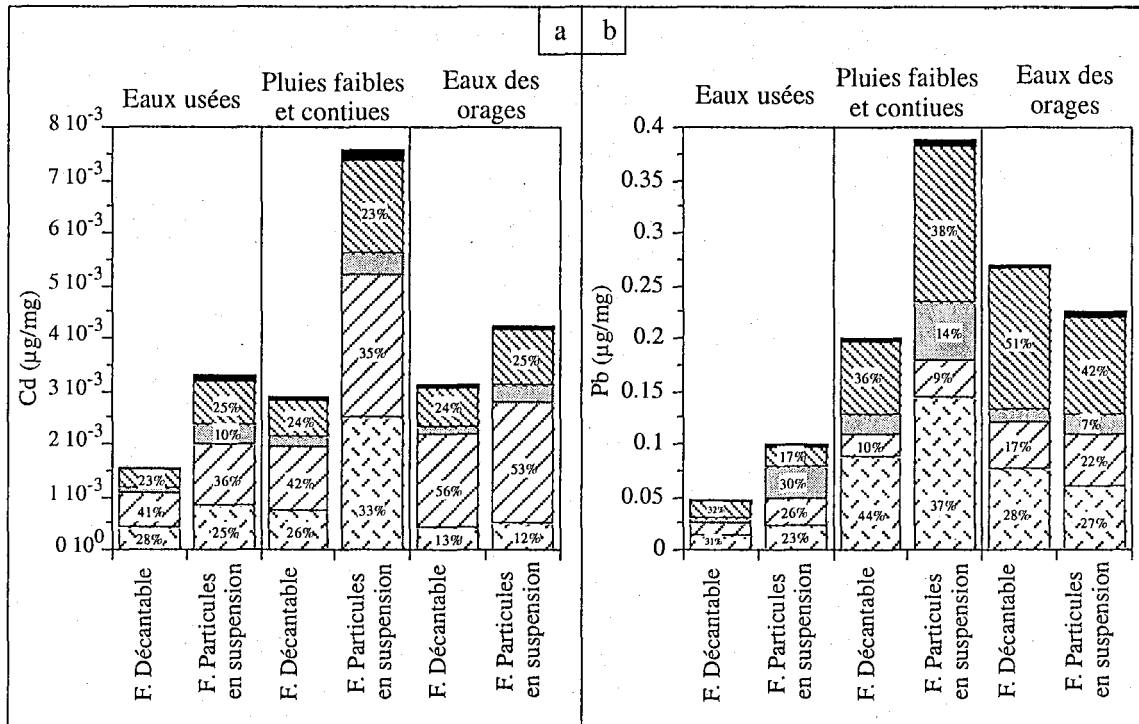 a
b
Eaux usées
Pluies faibles
et contiues
Eaux des
orages
Cd (µg/mg)
8 10-3
7 10-3
6 10-3
5 10-3
4 10-3
3 10-3
2 10-3
1 10-3
0 100
23%
41%
28%
25%
10%
36%
25%
24%
42%
26%
23%
35%
33%
24%
56%
13%
25%
53%
12%
F. Décantable
F. Particules
en suspension
F. Décantable
F. Particules
en suspension
F. Décantable
F. Particules
en suspension
Eaux usées
Pluies faibles
et contiues
Eaux des
orages
Pb (µg/mg)
0.4
0.35
0.3
0.25
0.2
0.15
0.1
0.05
0
32%
31%
17%
30%
26%
23%
36%
10%
44%
38%
14%
9%
37%
51%
17%
28%
42%
7%
22%
27%
F. Décantable
F. Particules
en suspension
F. Décantable
F. Particules
en suspension
F. Décantable
F. Particules
en suspension